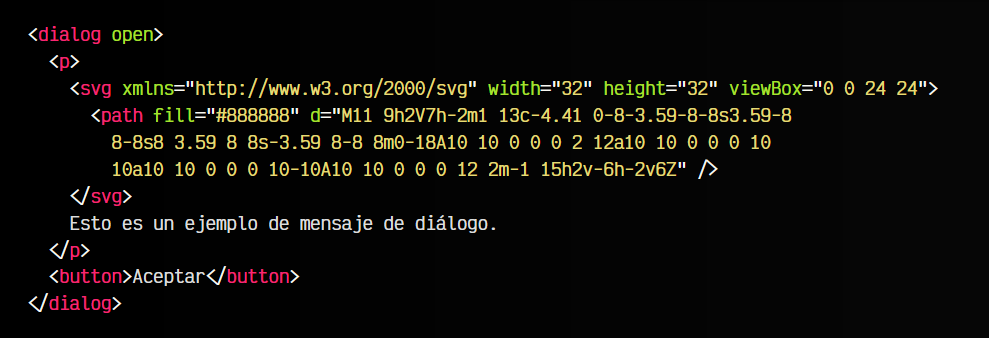 <dialog open>
<p>
<svg xmlns="http://www.w3.org/2000/svg" width="32" height="32" viewBox="0 0 24 24">
<path fill="#888888" d="M11 9h2V7h-2m1 13c-4.41 0-8-3.59-8-8s3.59-8
8-8s8 3.59 8 8s-3.59 8-8 8m0-18A10 10 0 0 0 2 12a10 10 0 0 0 10
10a10 10 0 0 0 10-10A10 10 0 0 0 12 2m-1 15h2v-6h-2v6Z" />
</svg>
Esto es un ejemplo de mensaje de diálogo.
</p>
<button>Aceptar</button>
</dialog>